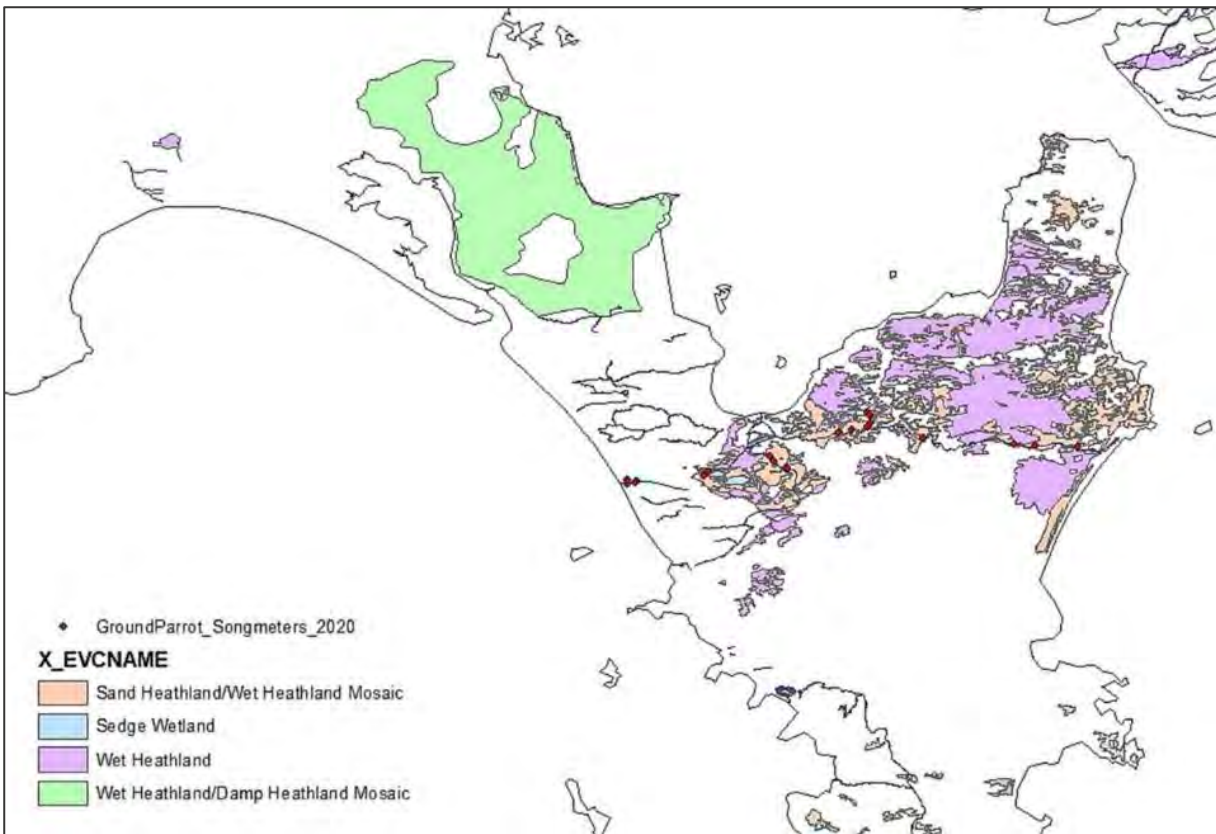 GroundParrot_Songmeters_2020
X_EVCNAME
Sand Heathland/Wet Heathland Mosaic
Sedge Wetland
Wet Heathland
Wet Heathland/Damp Heathland Mosaic